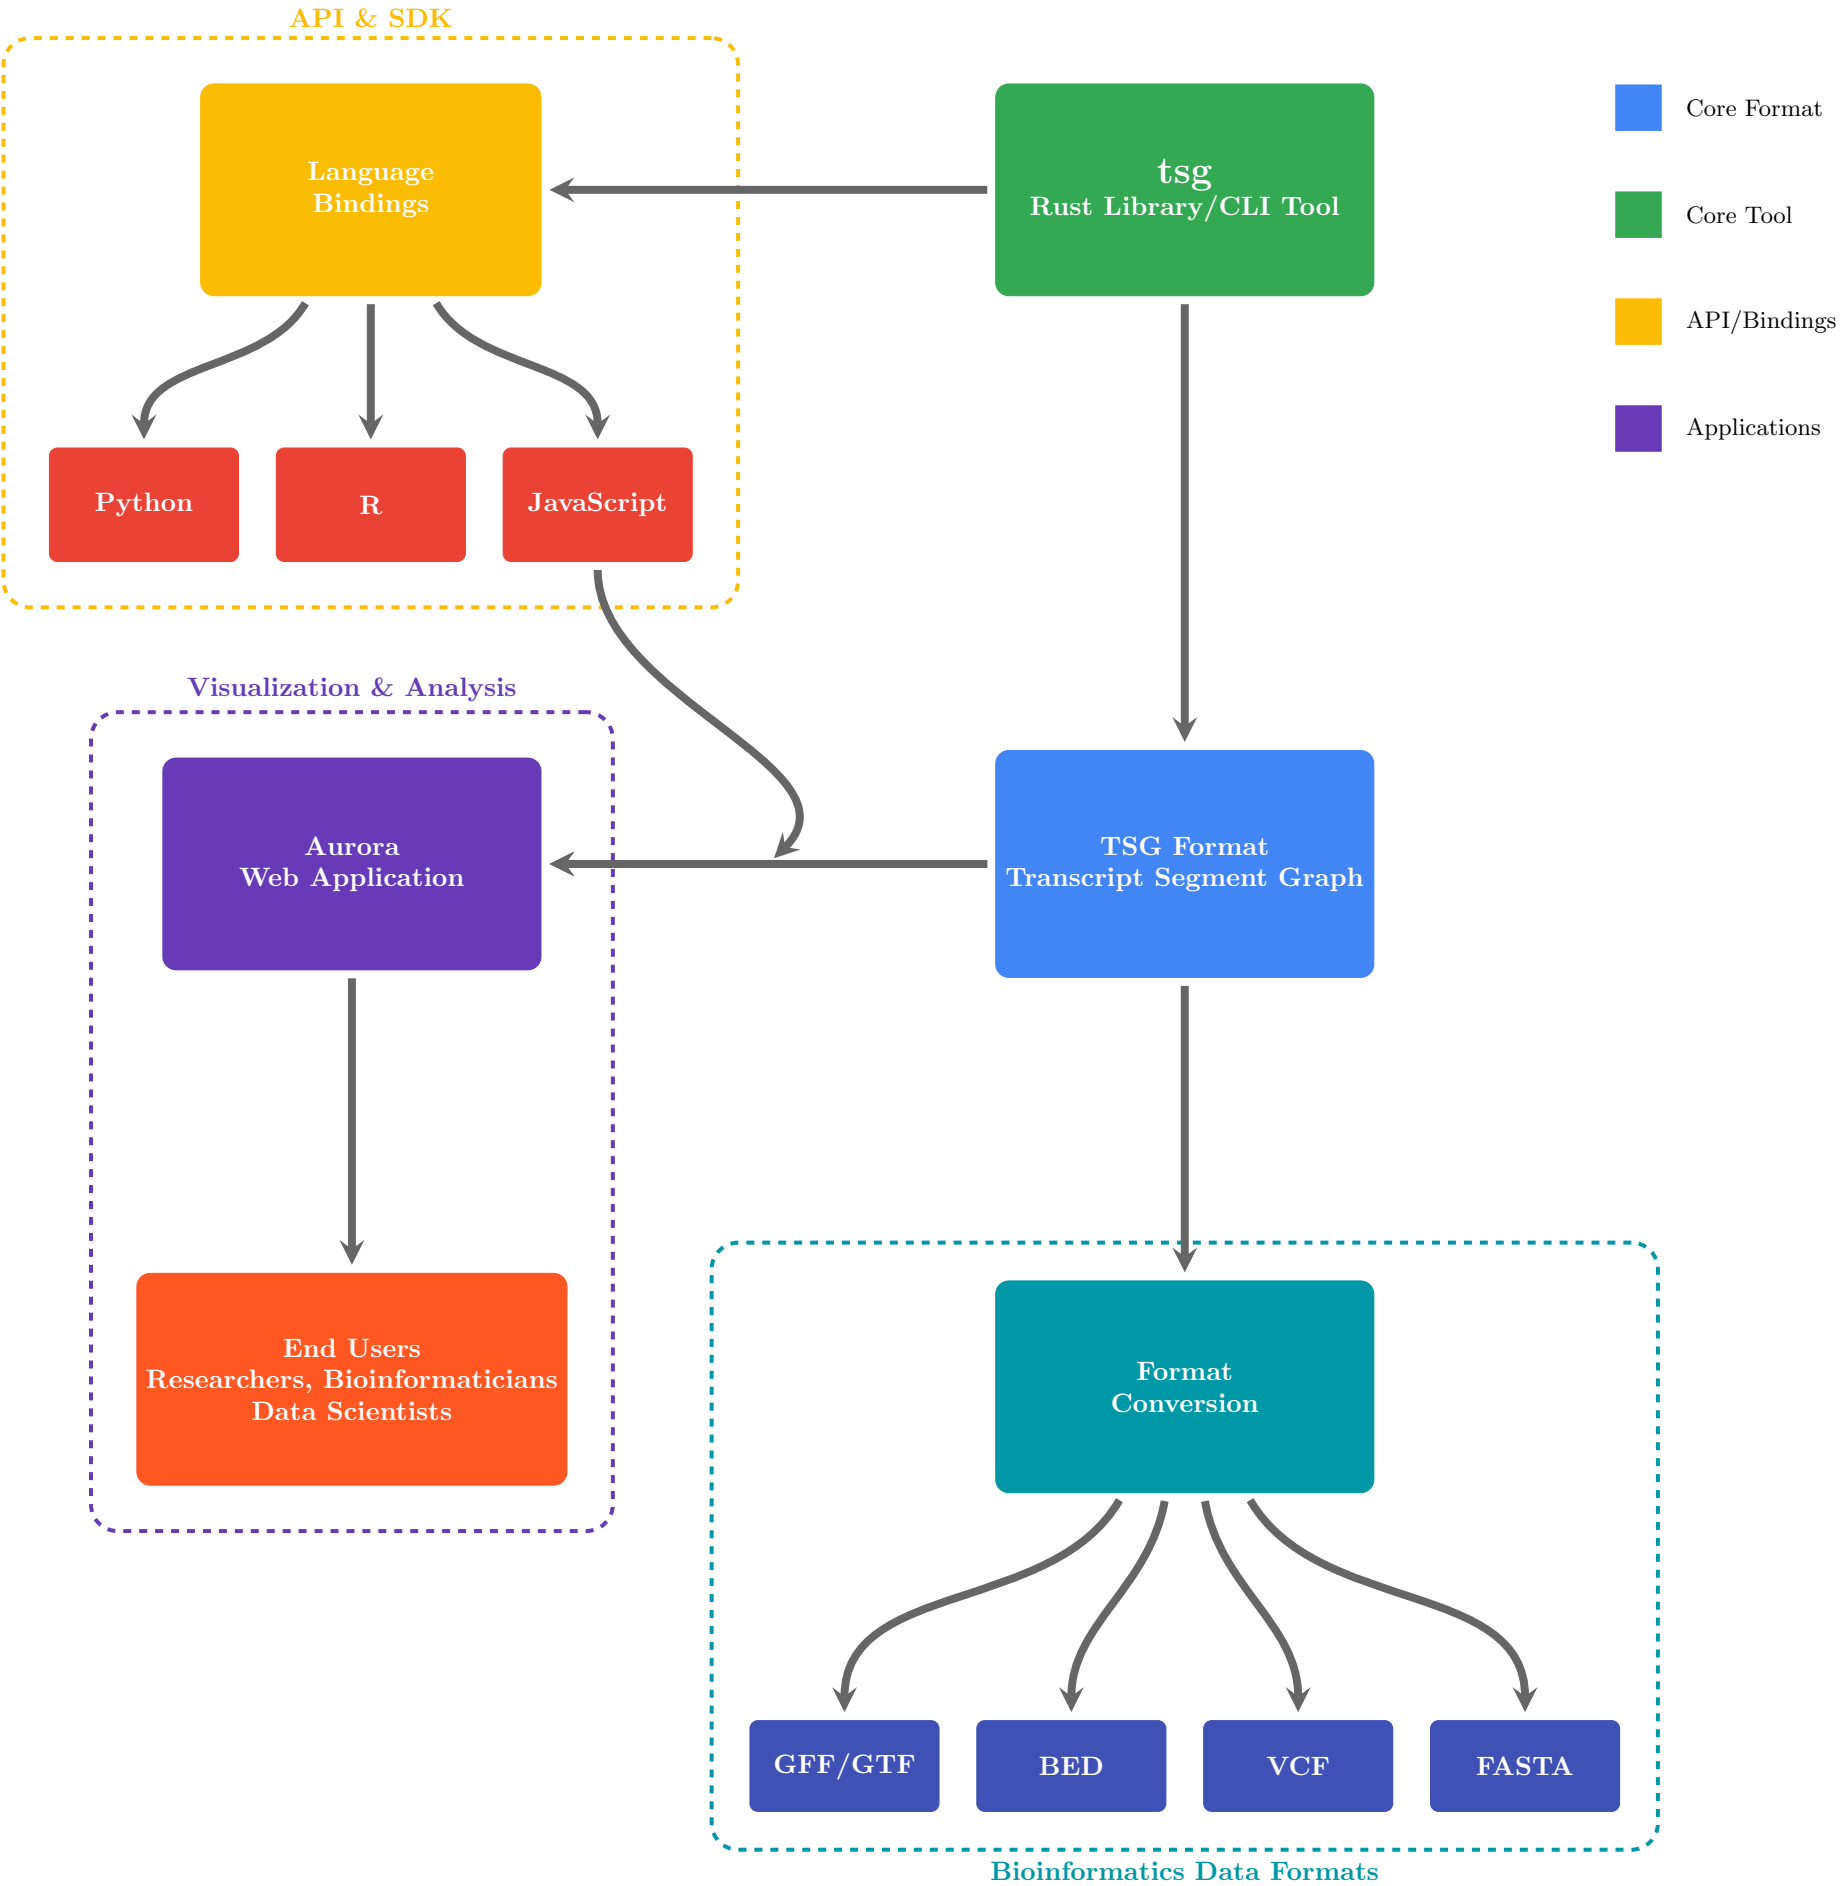 API & SDK
Language
Bindings
tsg
Rust Library/CLI Tool
Core Format
Core Tool
API/Bindings
Applications
Python
R
JavaScript
Visualization & Analysis
Aurora
Web Application
TSG Format
Transcript Segment Graph
End Users
Researchers, Bioinformaticians
Data Scientists
Format
Conversion
GFF/GTF
BED
VCF
FASTA
Bioinformatics Data Formats